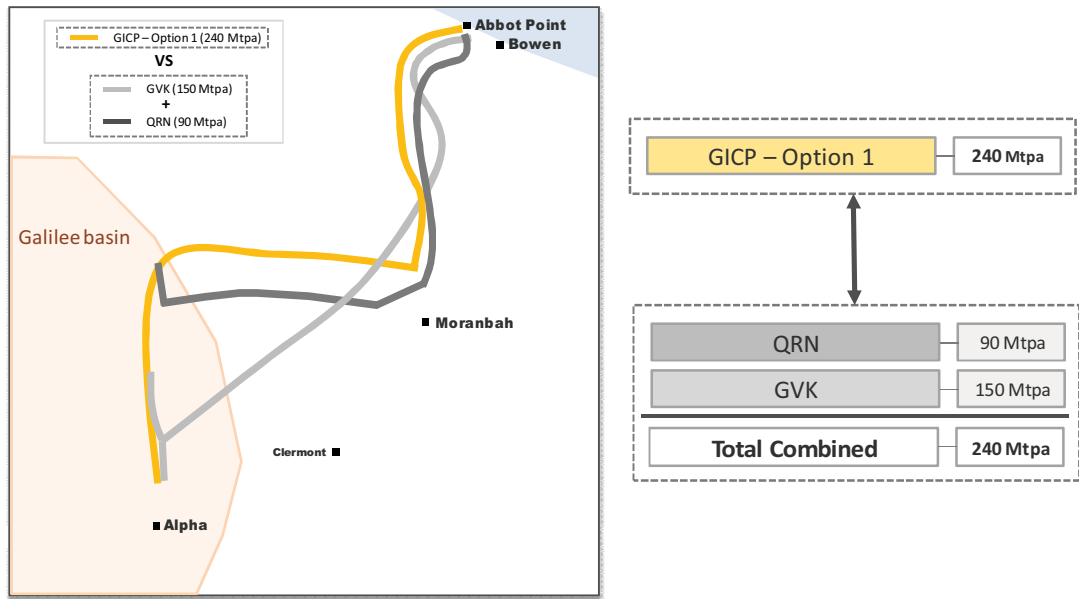 GICP – Option 1 (240 Mtpa)
VS
GVK (150 Mtpa)
+
QRN (90 Mtpa)
Abbot Point
Bowen
Galilee basin
Moranbah
Clermont
Alpha
GICP – Option 1
240 Mtpa
QRN
90 Mtpa
GVK
150 Mtpa
Total Combined
240 Mtpa